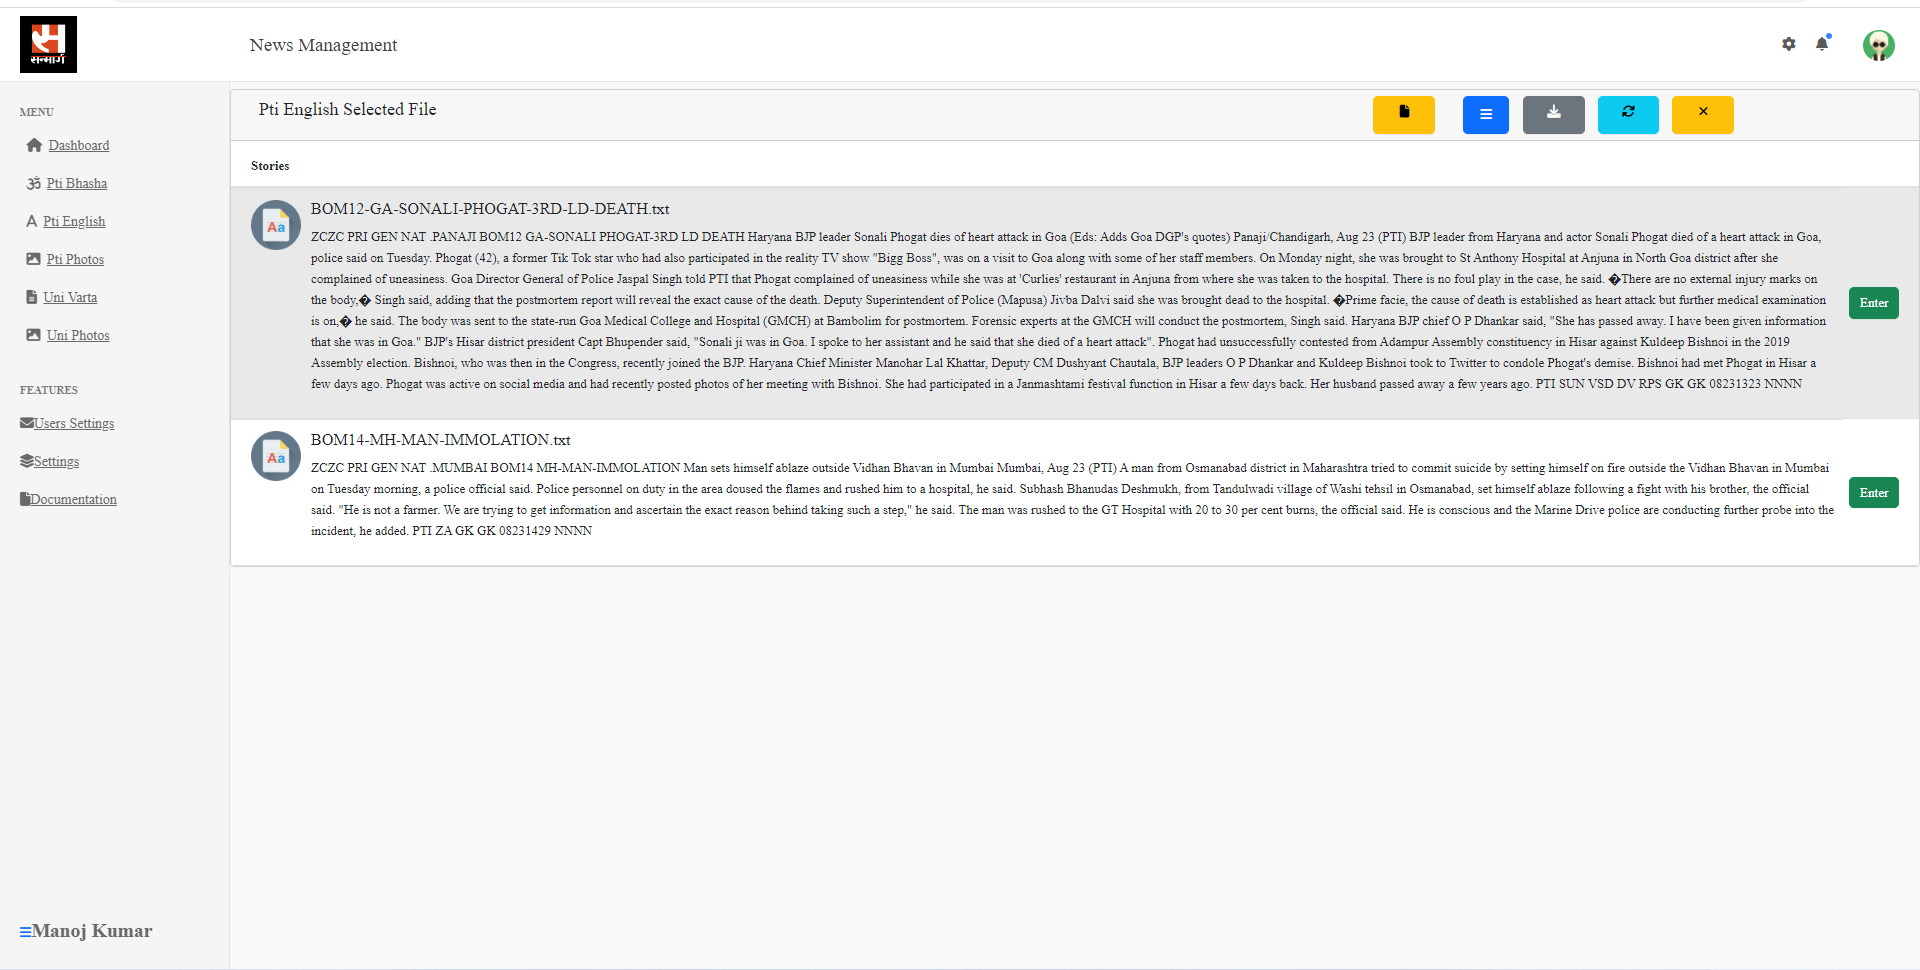 सन्मार्ग
News Management
MENU
Dashboard
Pti Bhasha
Pti English
Pti Photos
Uni Varta
Uni Photos
FEATURES
Users Settings
Settings
Documentation
Manoj Kumar
Pti English Selected File
Stories
BOM12-GA-SONALI-PHOGAT-3RD-LD-DEATH.txt
ZCZC PRI GEN NAT .PANAJI BOM12 GA-SONALI PHOGAT-3RD LD DEATH Haryana BJP leader Sonali Phogat dies of heart attack in Goa (Eds: Adds Goa DGP's quotes) Panaji/Chandigarh, Aug 23 (PTI) BJP leader from Haryana and actor Sonali Phogat died of a heart attack in Goa,
police said on Tuesday. Phogat (42), a former Tik Tok star who had also participated in the reality TV show "Bigg Boss", was on a visit to Goa along with some of her staff members. On Monday night, she was brought to St Anthony Hospital at Anjuna in North Goa district after she
complained of uneasiness. Goa Director General of Police Jaspal Singh told PTI that Phogat complained of uneasiness while she was at 'Curlies' restaurant in Anjuna from where she was taken to the hospital. There is no foul play in the case, he said. �There are no external injury marks on
the body,� Singh said, adding that the postmortem report will reveal the exact cause of the death. Deputy Superintendent of Police (Mapusa) Jivba Dalvi said she was brought dead to the hospital. �Prime facie, the cause of death is established as heart attack but further medical examination
is on,� he said. The body was sent to the state-run Goa Medical College and Hospital (GMCH) at Bambolim for postmortem. Forensic experts at the GMCH will conduct the postmortem, Singh said. Haryana BJP chief O P Dhankar said, "She has passed away. I have been given information
that she was in Goa." BJP's Hisar district president Capt Bhupender said, "Sonali ji was in Goa. I spoke to her assistant and he said that she died of a heart attack". Phogat had unsuccessfully contested from Adampur Assembly constituency in Hisar against Kuldeep Bishnoi in the 2019
Assembly election. Bishnoi, who was then in the Congress, recently joined the BJP. Haryana Chief Minister Manohar Lal Khattar, Deputy CM Dushyant Chautala, BJP leaders O P Dhankar and Kuldeep Bishnoi took to Twitter to condole Phogat's demise. Bishnoi had met Phogat in Hisar a
few days ago. Phogat was active on social media and had recently posted photos of her meeting with Bishnoi. She had participated in a Janmashtami festival function in Hisar a few days back. Her husband passed away a few years ago. PTI SUN VSD DV RPS GK GK 08231323 NNNN
Enter
BOM14-MH-MAN-IMMOLATION.txt
ZCZC PRI GEN NAT .MUMBAI BOM14 MH-MAN-IMMOLATION Man sets himself ablaze outside Vidhan Bhavan in Mumbai Mumbai, Aug 23 (PTI) A man from Osmanabad district in Maharashtra tried to commit suicide by setting himself on fire outside the Vidhan Bhavan in Mumbai
on Tuesday morning, a police official said. Police personnel on duty in the area doused the flames and rushed him to a hospital, he said. Subhash Bhanudas Deshmukh, from Tandulwadi village of Washi tehsil in Osmanabad, set himself ablaze following a fight with his brother, the official
said. "He is not a farmer. We are trying to get information and ascertain the exact reason behind taking such a step," he said. The man was rushed to the GT Hospital with 20 to 30 per cent burns, the official said. He is conscious and the Marine Drive police are conducting further probe into the
incident, he added. PTI ZA GK GK 08231429 NNNN
Enter